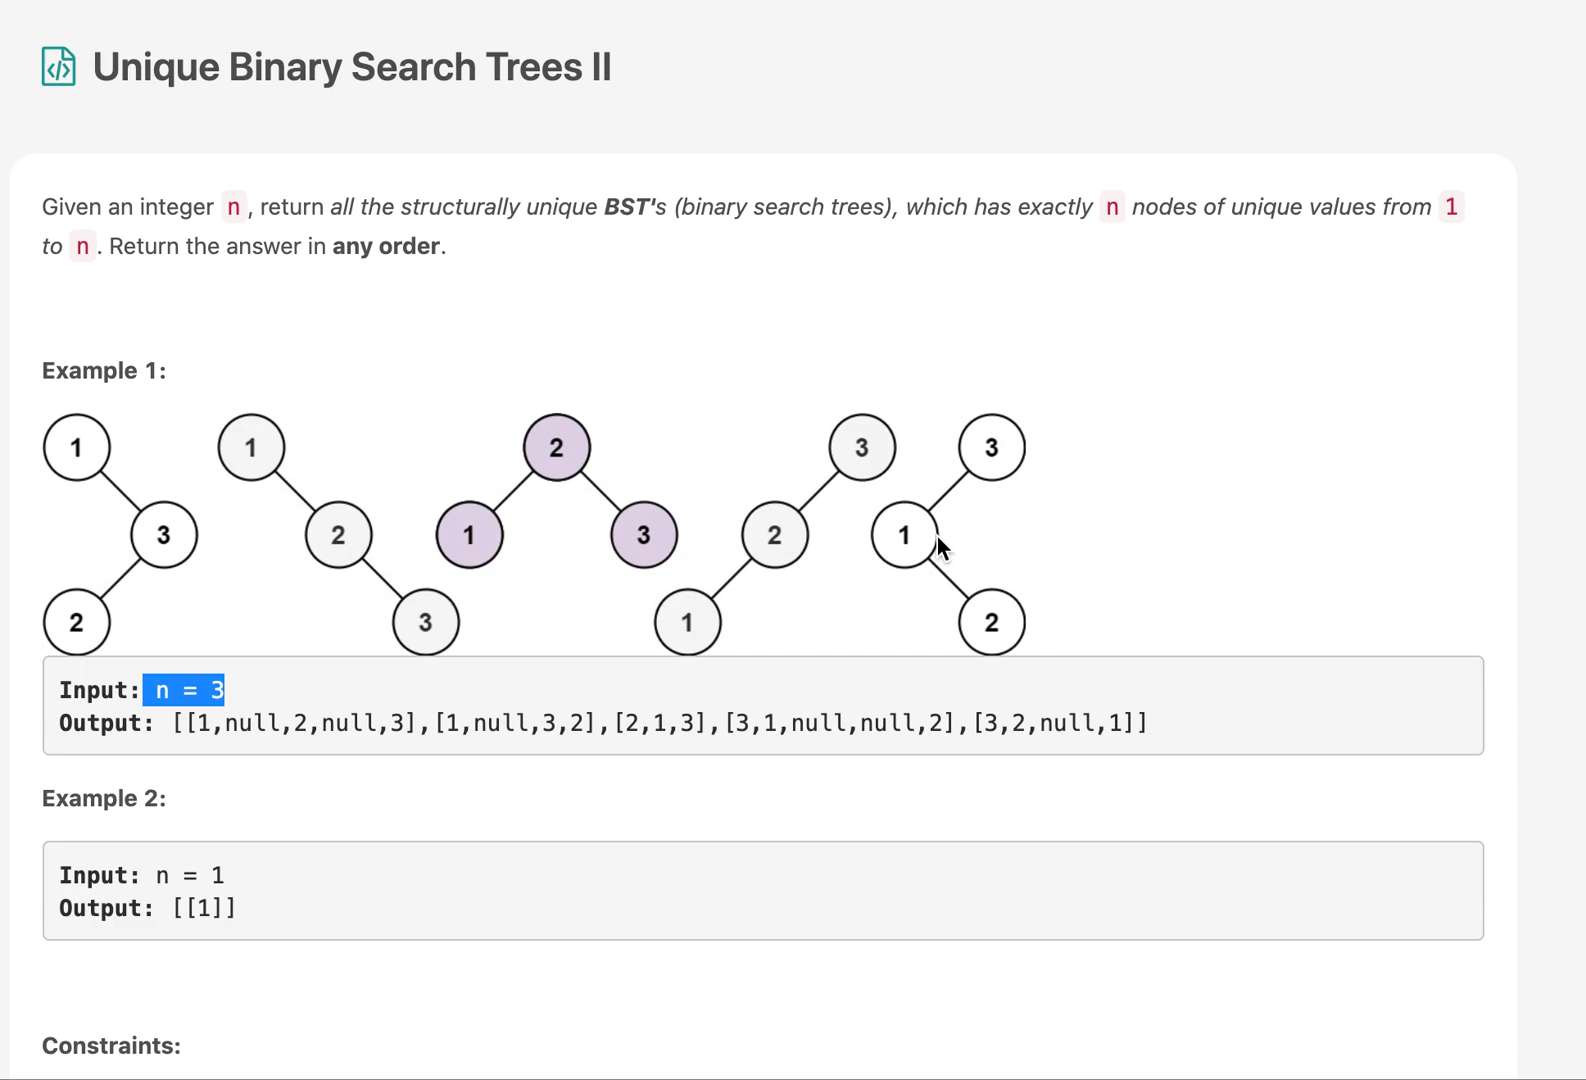 Unique Binary Search Trees II
Given an integer n, return all the structurally unique BST's (binary search trees), which has exactly n nodes of unique values from 1
to n. Return the answer in any order.
Example 1:
1 1 2 3 3
3 2 1 3 2 1
2 3 1 2
Input: n = 3
Output: [[1,null,2,null,3],[1,null,3,2],[2,1,3],[3,1,null,null,2],[3,2,null,1]]
Example 2:
Input: n = 1
Output: [[1]]
Constraints: